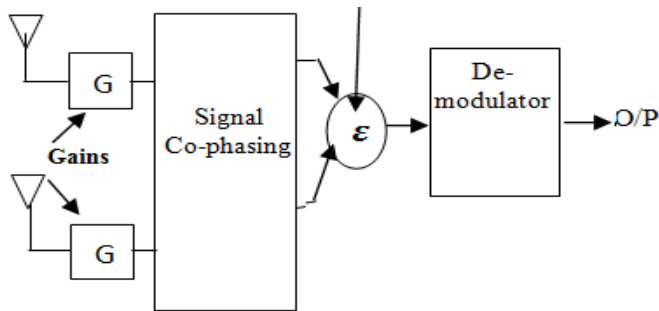 G
Gains
G
Signal
Co-phasing
ε
De-
modulator
O/P